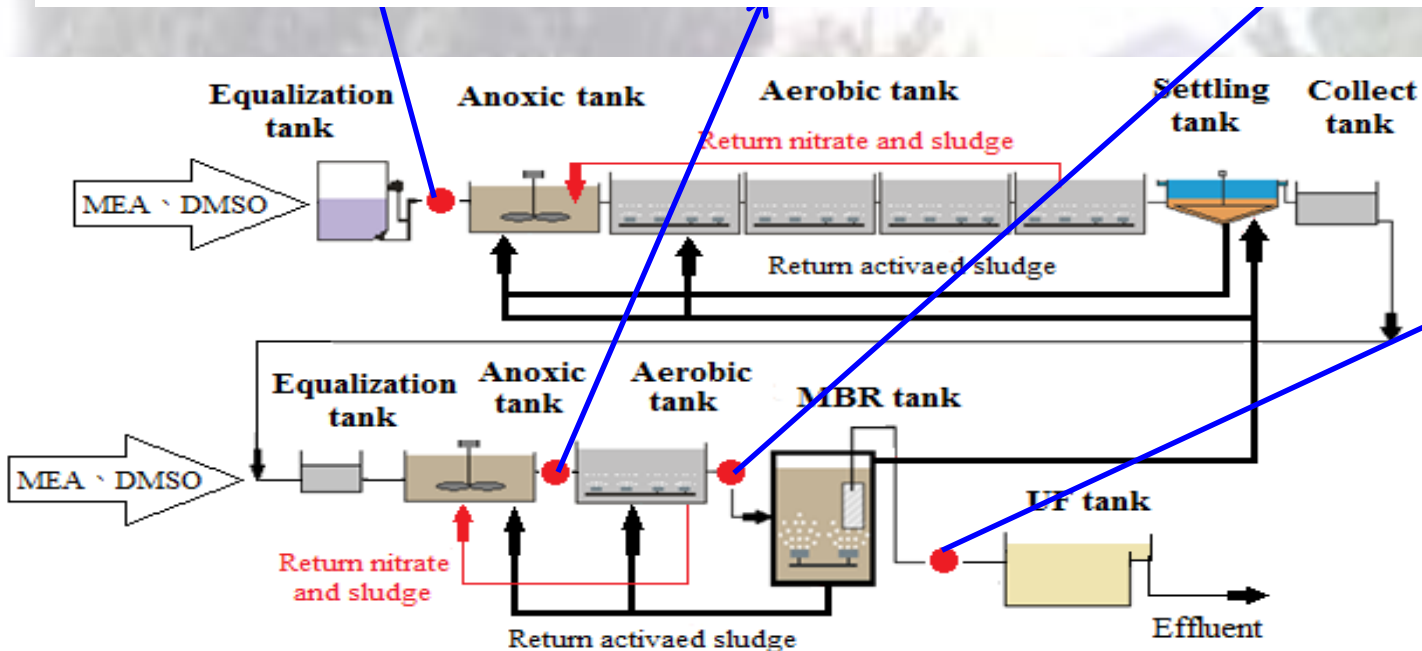 Equalization
tank
Anoxic tank
Aerobic tank
Settling
tank
Collect
tank
Return nitrate and sludge
MEA、DMSO
Return activaed sludge
Equalization
tank
Anoxic
tank
Aerobic
tank
MBR tank
MEA、DMSO
UF tank
Return nitrate
and sludge
Return activaed sludge
Effluent